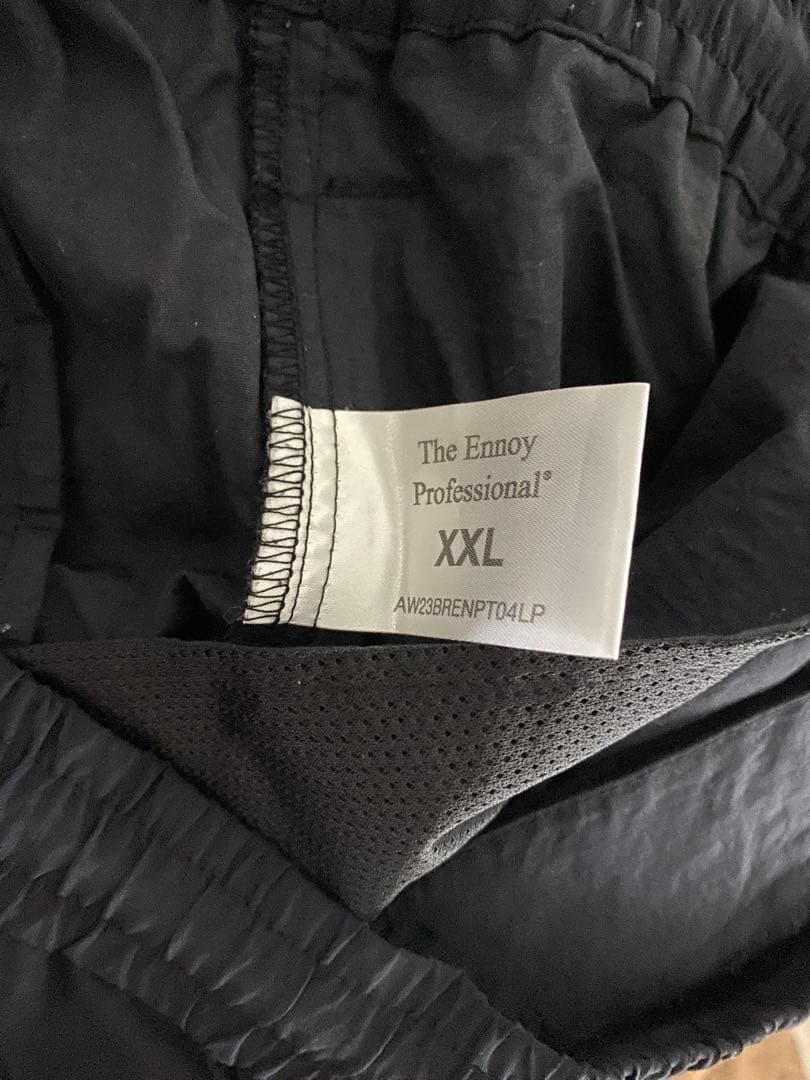 The Ennoy
Professional®
XXL
AW23BRENPT04LP